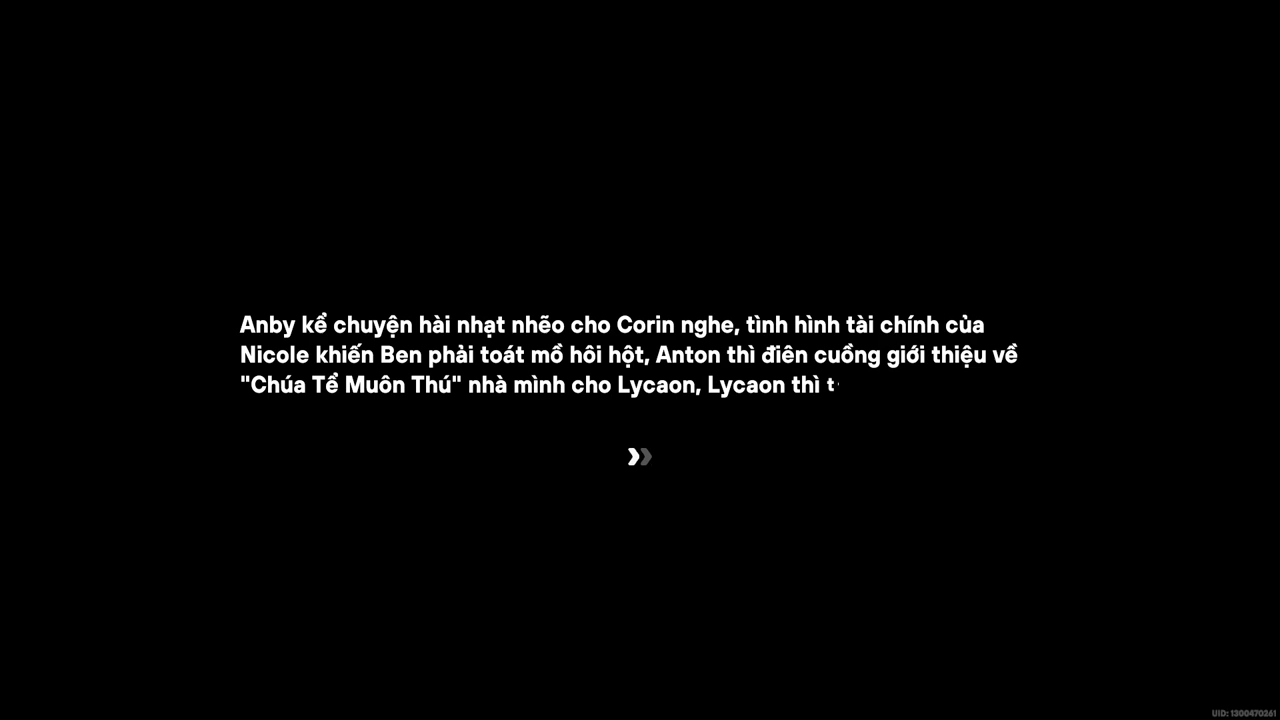 Anby kể chuyện hài nhạt nhẽo cho Corin nghe, tình hình tài chính của
Nicole khiến Ben phải toát mồ hôi hột, Anton thì điên cuồng giới thiệu về
"Chúa Tể Muôn Thú" nhà mình cho Lycaon, Lycaon thì t
UID: 1300470261